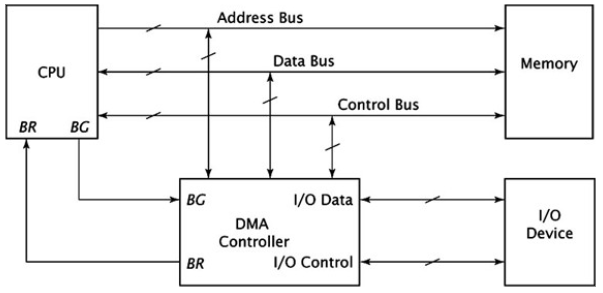 Address Bus
CPU
Data Bus
Memory
Control Bus
BR BG
BG I/O Data
DMA
Controller
BR I/O Control
I/O
Device